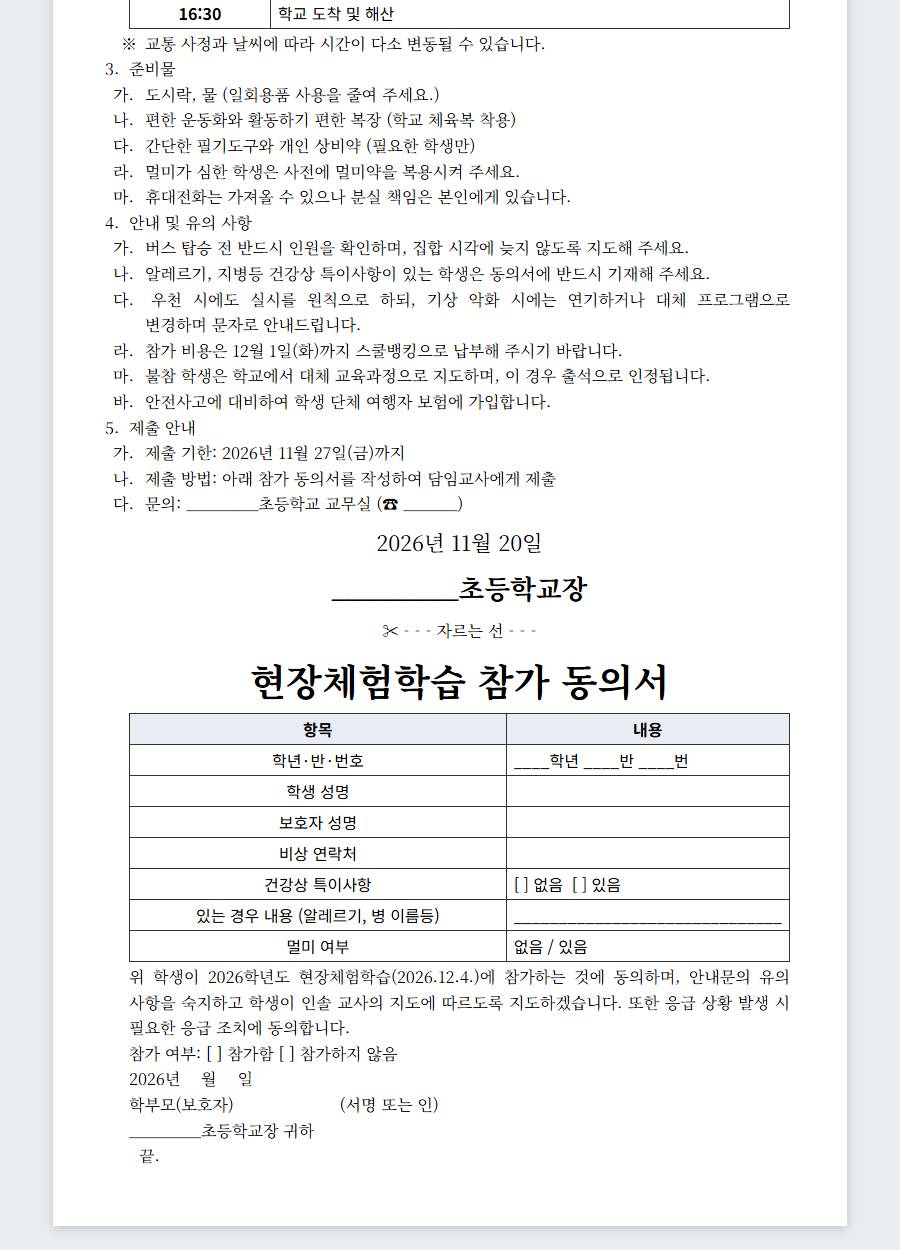 16:30 학교 도착 및 해산
※ 교통 사정과 날씨에 따라 시간이 다소 변동될 수 있습니다.
3. 준비물
가. 도시락, 물 (일회용품 사용을 줄여 주세요.)
나. 편한 운동화와 활동하기 편한 복장 (학교 체육복 착용)
다. 간단한 필기도구와 개인 상비약 (필요한 학생만)
라. 멀미가 심한 학생은 사전에 멀미약을 복용시켜 주세요.
마. 휴대전화는 가져올 수 있으나 분실 책임은 본인에게 있습니다.
4. 안내 및 유의 사항
가. 버스 탑승 전 반드시 인원을 확인하며, 집합 시각에 늦지 않도록 지도해 주세요.
나. 알레르기, 지병등 건강상 특이사항이 있는 학생은 동의서에 반드시 기재해 주세요.
다. 우천 시에도 실시를 원칙으로 하되, 기상 악화 시에는 연기하거나 대체 프로그램으로
변경하며 문자로 안내드립니다.
라. 참가 비용은 12월 1일(화)까지 스쿨뱅킹으로 납부해 주시기 바랍니다.
마. 불참 학생은 학교에서 대체 교육과정으로 지도하며, 이 경우 출석으로 인정됩니다.
바. 안전사고에 대비하여 학생 단체 여행자 보험에 가입합니다.
5. 제출 안내
가. 제출 기한: 2026년 11월 27일(금)까지
나. 제출 방법: 아래 참가 동의서를 작성하여 담임교사에게 제출
다. 문의: ________초등학교 교무실 (☎ ______)
2026년 11월 20일
________초등학교장
✂ - - - 자르는 선 - - -
현장체험학습 참가 동의서
항목 내용
학년·반·번호 ____학년 ____반 ____번
학생 성명
보호자 성명
비상 연락처
건강상 특이사항 [ ] 없음 [ ] 있음
있는 경우 내용 (알레르기, 병 이름등) ______________________________
멀미 여부 없음 / 있음
위 학생이 2026학년도 현장체험학습(2026.12.4.)에 참가하는 것에 동의하며, 안내문의 유의
사항을 숙지하고 학생이 인솔 교사의 지도에 따르도록 지도하겠습니다. 또한 응급 상황 발생 시
필요한 응급 조치에 동의합니다.
참가 여부: [ ] 참가함 [ ] 참가하지 않음
2026년 월 일
학부모(보호자) (서명 또는 인)
________초등학교장 귀하
끝.